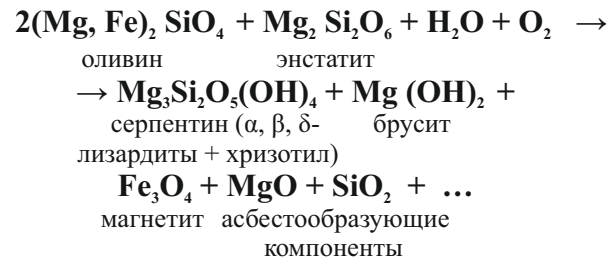 2(Mg, Fe)₂ SiO₄ + Mg₂ Si₂O₆ + H₂O + O₂ →
оливин энстатит
→ Mg₃Si₂O₅(OH)₄ + Mg (OH)₂ +
серпентин (α, β, δ- брусит
лизардиты + хризотил)
Fe₃O₄ + MgO + SiO₂ + …
магнетит асбестообразующие
компоненты